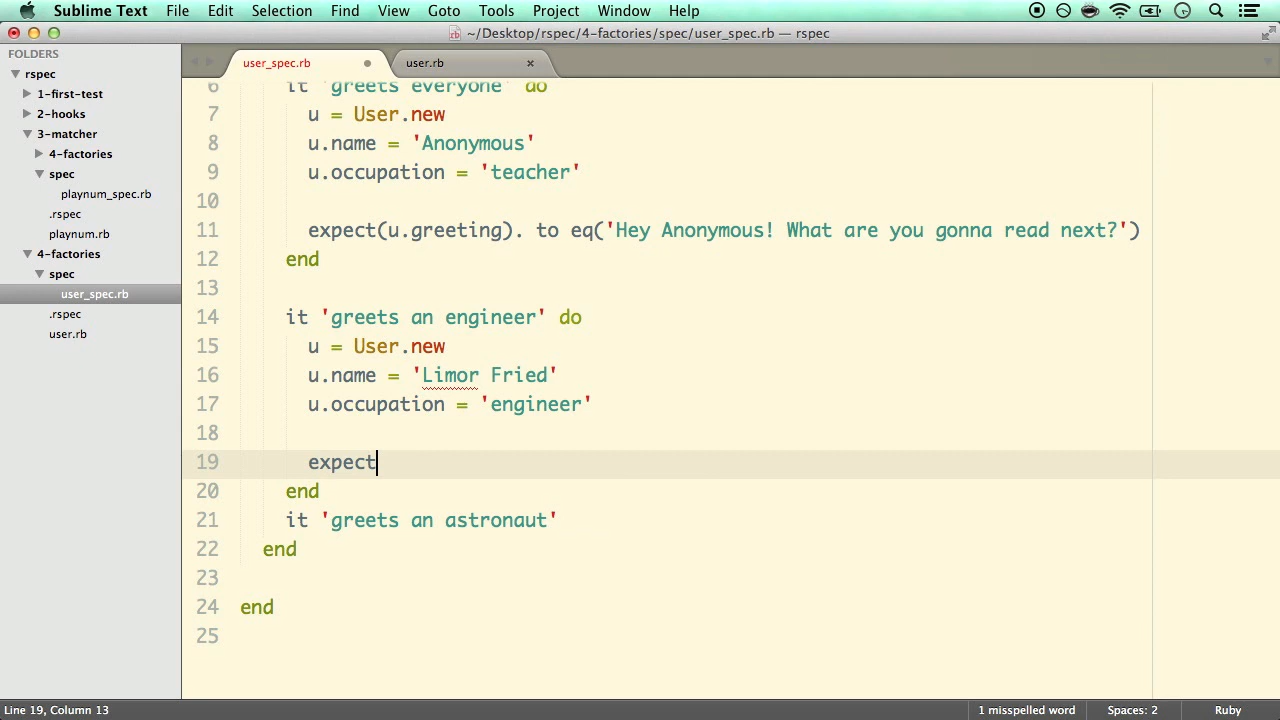 Sublime Text File Edit Selection Find View Goto Tools Project Window Help
~/Desktop/rspec/4-factories/spec/user_spec.rb — rspec
FOLDERS
rspec
1-first-test
2-hooks
3-matcher
4-factories
spec
playnum_spec.rb
.rspec
playnum.rb
4-factories
spec
user_spec.rb
.rspec
user.rb
user_spec.rb
user.rb
6 it 'greets everyone' do
7 u = User.new
8 u.name = 'Anonymous'
9 u.occupation = 'teacher'
10
11 expect(u.greeting). to eq('Hey Anonymous! What are you gonna read next?')
12 end
13
14 it 'greets an engineer' do
15 u = User.new
16 u.name = 'Limor Fried'
17 u.occupation = 'engineer'
18
19 expect
20 end
21 it 'greets an astronaut'
22 end
23
24 end
25
Line 19, Column 13
1 misspelled word
Spaces: 2
Ruby